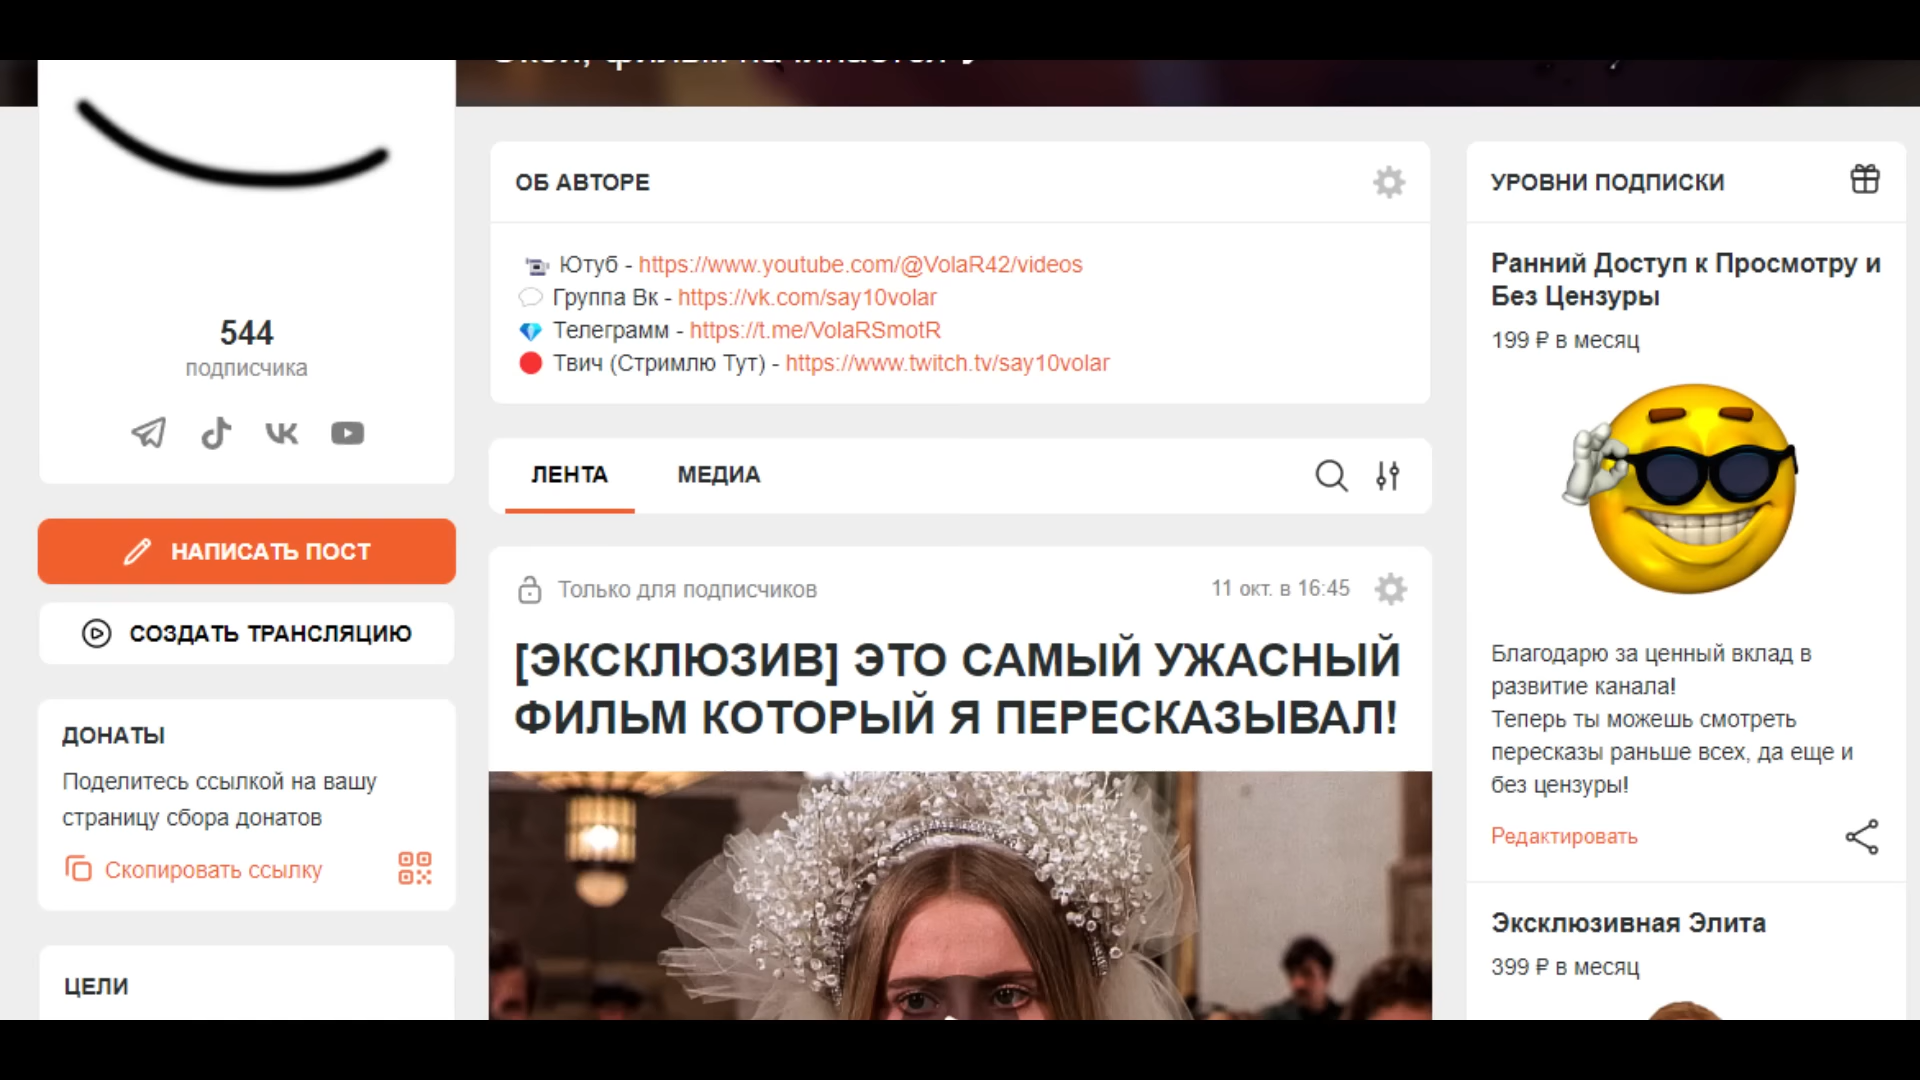 544
подписчика
НАПИСАТЬ ПОСТ
СОЗДАТЬ ТРАНСЛЯЦИЮ
ДОНАТЫ
Поделитесь ссылкой на вашу
страницу сбора донатов
Скопировать ссылку
ЦЕЛИ
ОБ АВТОРЕ
Ютуб - https://www.youtube.com/@VolaR42/videos
Группа Вк - https://vk.com/say10volar
Телеграмм - https://t.me/VolaRSmotR
Твич (Стримлю Тут) - https://www.twitch.tv/say10volar
ЛЕНТА МЕДИА
Только для подписчиков 11 окт. в 16:45
[ЭКСКЛЮЗИВ] ЭТО САМЫЙ УЖАСНЫЙ
ФИЛЬМ КОТОРЫЙ Я ПЕРЕСКАЗЫВАЛ!
УРОВНИ ПОДПИСКИ
Ранний Доступ к Просмотру и
Без Цензуры
199 ₽ в месяц
Благодарю за ценный вклад в
развитие канала!
Теперь ты можешь смотреть
пересказы раньше всех, да еще и
без цензуры!
Редактировать
Эксклюзивная Элита
399 ₽ в месяц